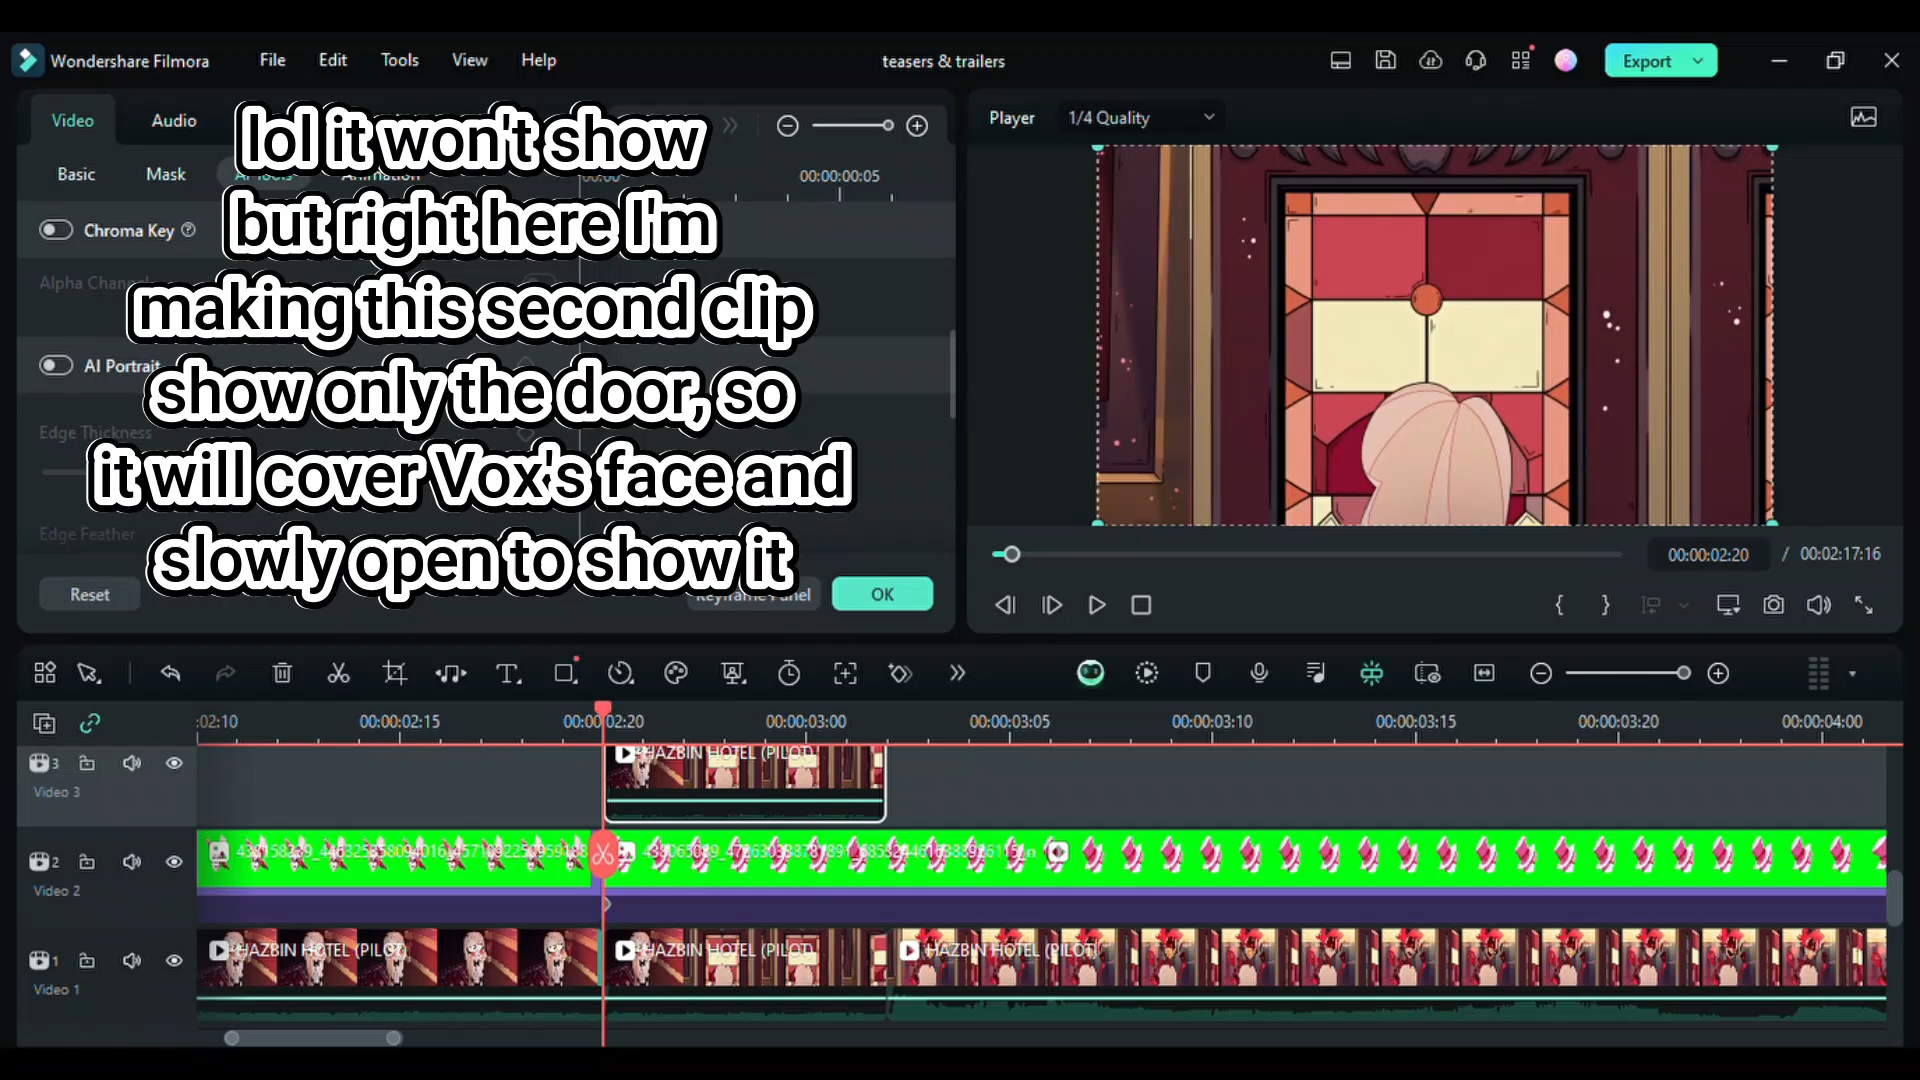 Wondershare Filmora File Edit Tools View Help teasers & trailers Export
Video Audio
Player 1/4 Quality
lol it won't show
but right here I'm
making this second clip
show only the door, so
it will cover Vox's face and
slowly open to show it
Basic Mask AI Tools Animation
00:00 00:00:00:05
Chroma Key
Alpha Channel
AI Portrait
Edge Thickness
Edge Feather
Reset Keyframe Panel OK
00:00:02:20 / 00:02:17:16
:02:10 00:00:02:15 00:00:02:20 00:00:03:00 00:00:03:05 00:00:03:10 00:00:03:15 00:00:03:20 00:00:04:00
3 HAZBIN HOTEL (PILOT)
Video 3
2
Video 2
1 HAZBIN HOTEL (PILOT) HAZBIN HOTEL (PILOT) HAZBIN HOTEL (PILOT)
Video 1